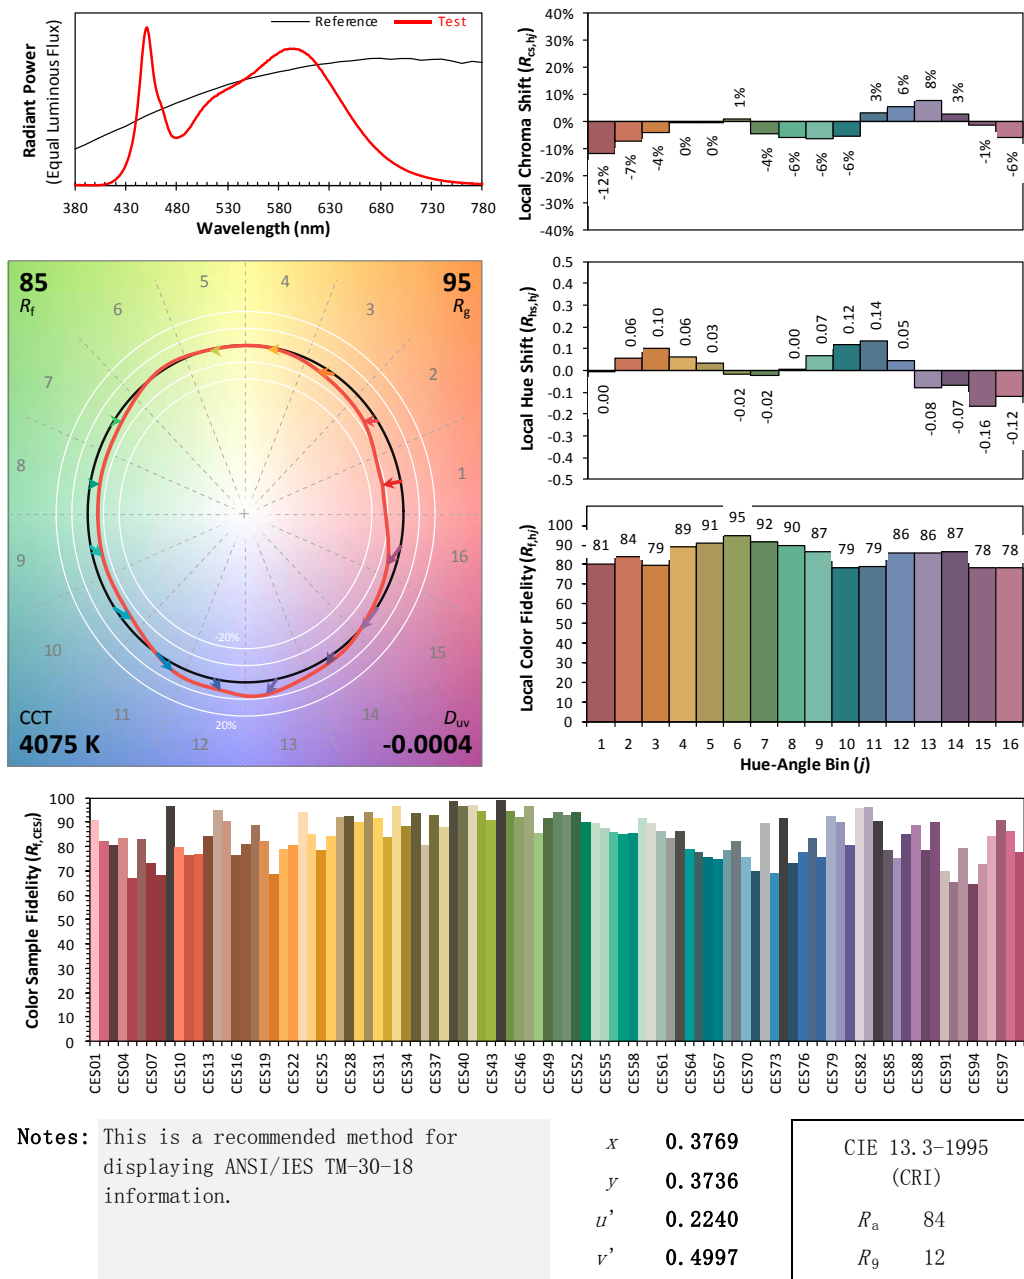 Reference
Test
Radiant Power
(Equal Luminous Flux)
380 430 480 530 580 630 680 730 780
Wavelength (nm)
Local Chroma Shift (Rcs,hj)
40%
30%
20%
10%
0%
-10%
-20%
-30%
-40%
-12% -7% -4% 0% 0% 1% -4% -6% -6% -6% 3% 6% 8% 3% -1% -6%
85
Rf
95
Rg
1
2
3
4
5
6
7
8
9
10
11
12
13
14
15
16
-20%
20%
CCT
4075 K
Duv
-0.0004
Local Hue Shift (Rhs,hj)
0.5
0.4
0.3
0.2
0.1
0.0
-0.1
-0.2
-0.3
-0.4
-0.5
0.00 0.06 0.10 0.06 0.03 -0.02 -0.02 0.00 0.07 0.12 0.14 0.05 -0.08 -0.07 -0.16 -0.12
Local Color Fidelity (Rf,hj)
100
90
80
70
60
50
40
30
20
10
0
81 84 79 89 91 95 92 90 87 79 79 86 86 87 78 78
1 2 3 4 5 6 7 8 9 10 11 12 13 14 15 16
Hue-Angle Bin (j)
Color Sample Fidelity (Rf,CESi)
100
90
80
70
60
50
40
30
20
10
0
CES01 CES04 CES07 CES10 CES13 CES16 CES19 CES22 CES25 CES28 CES31 CES34 CES37 CES40 CES43 CES46 CES49 CES52 CES55 CES58 CES61 CES64 CES67 CES70 CES73 CES76 CES79 CES82 CES85 CES88 CES91 CES94 CES97
Notes: This is a recommended method for
displaying ANSI/IES TM-30-18
information.
x 0.3769
y 0.3736
u' 0.2240
v' 0.4997
CIE 13.3-1995
(CRI)
Ra 84
R9 12